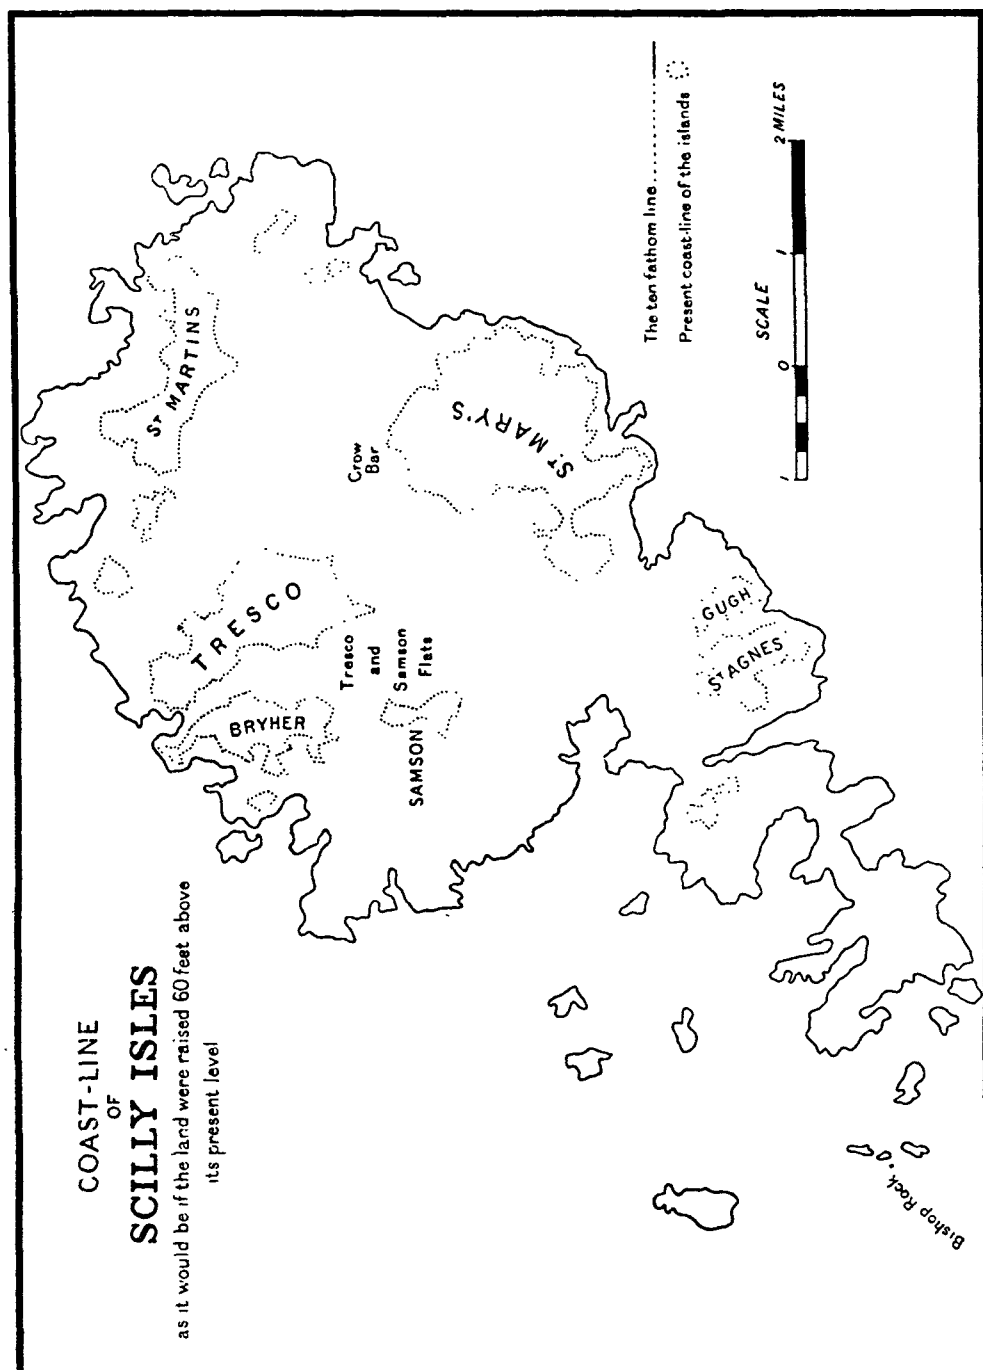 COAST-LINE
OF
SCILLY ISLES
as it would be if the land were raised 60 feet above
its present level
ST MARTINS
TRESCO
BRYHER
Crow
Bar
Tresco
and
Samson
Flats
SAMSON
ST MARY'S
GUGH
ST AGNES
Bishop Rock
The ten fathom line
Present coast-line of the islands
SCALE
1 0 1 2 MILES